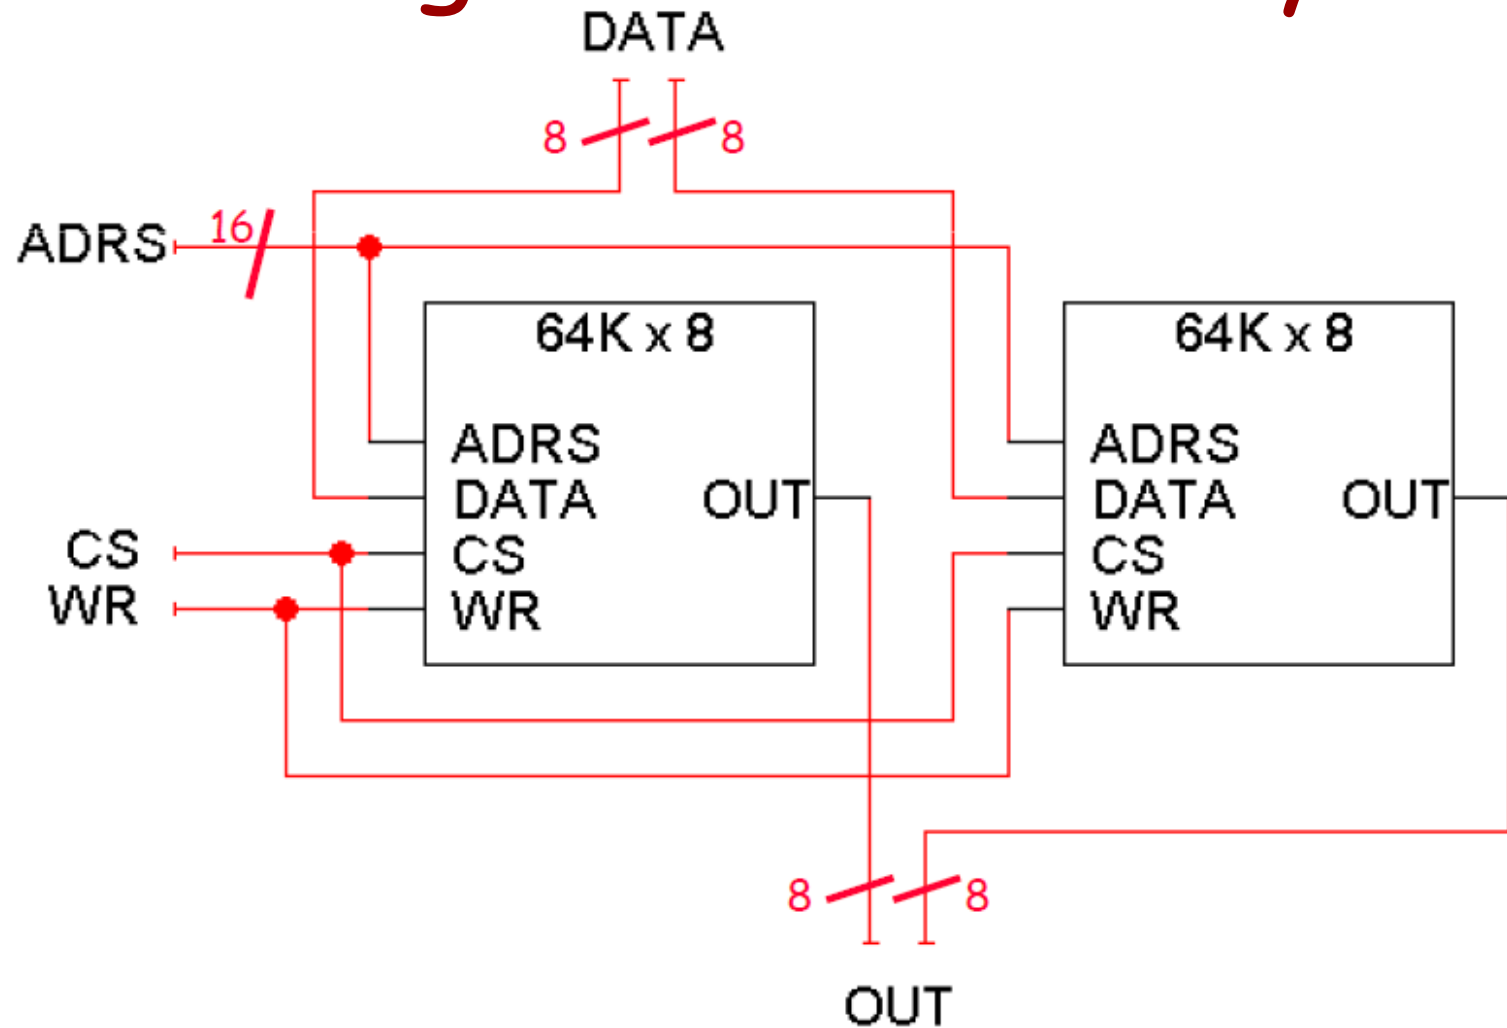 DATA
8 8
ADRS 16
64K x 8 64K x 8
ADRS ADRS
DATA OUT DATA OUT
CS CS CS
WR WR WR
8 8
OUT